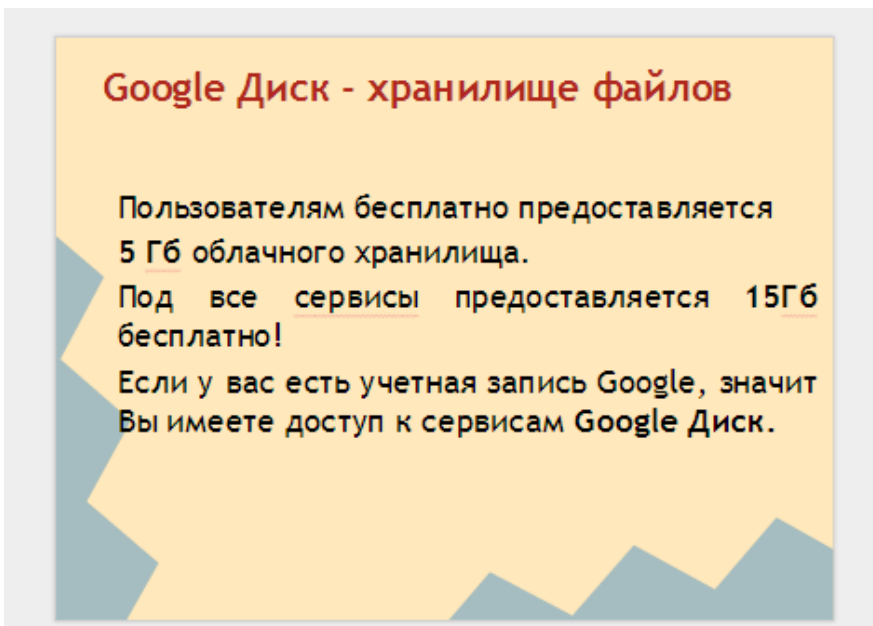 Google Диск - хранилище файлов
Пользователям бесплатно предоставляется
5 Гб облачного хранилища.
Под все сервисы предоставляется 15Гб
бесплатно!
Если у вас есть учетная запись Google, значит
Вы имеете доступ к сервисам Google Диск.